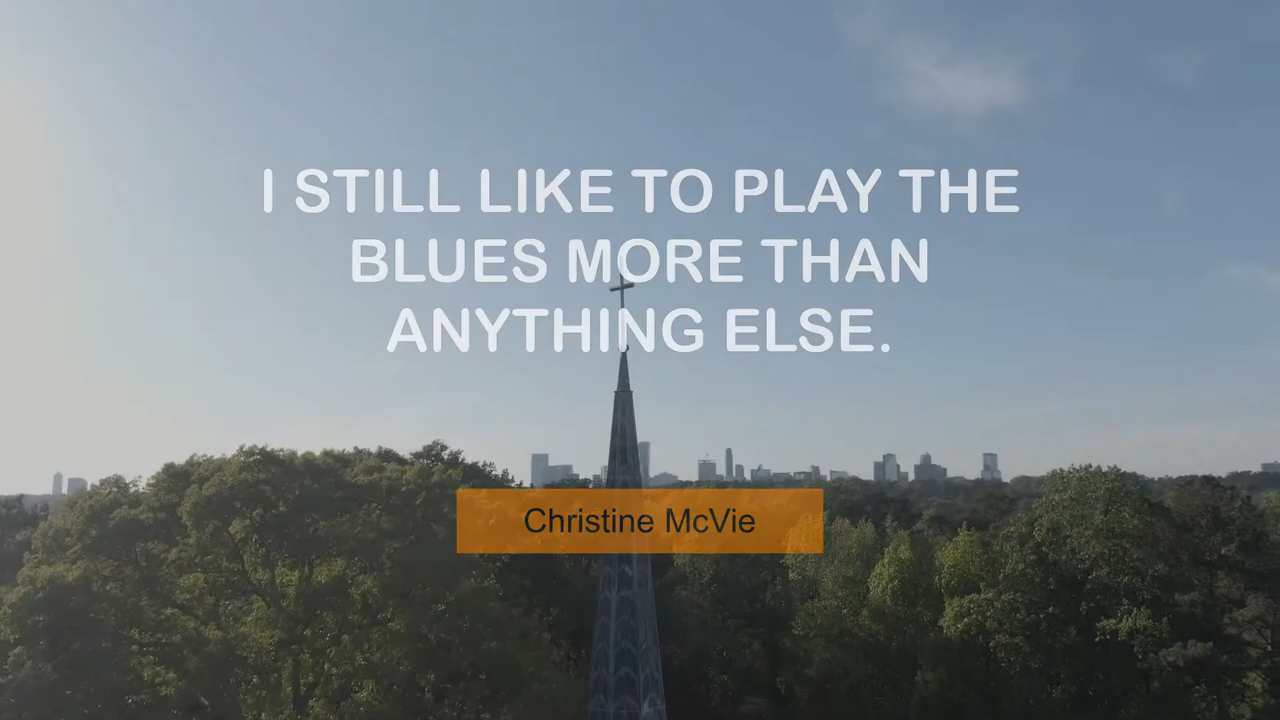 I STILL LIKE TO PLAY THE
BLUES MORE THAN
ANYTHING ELSE.
Christine McVie